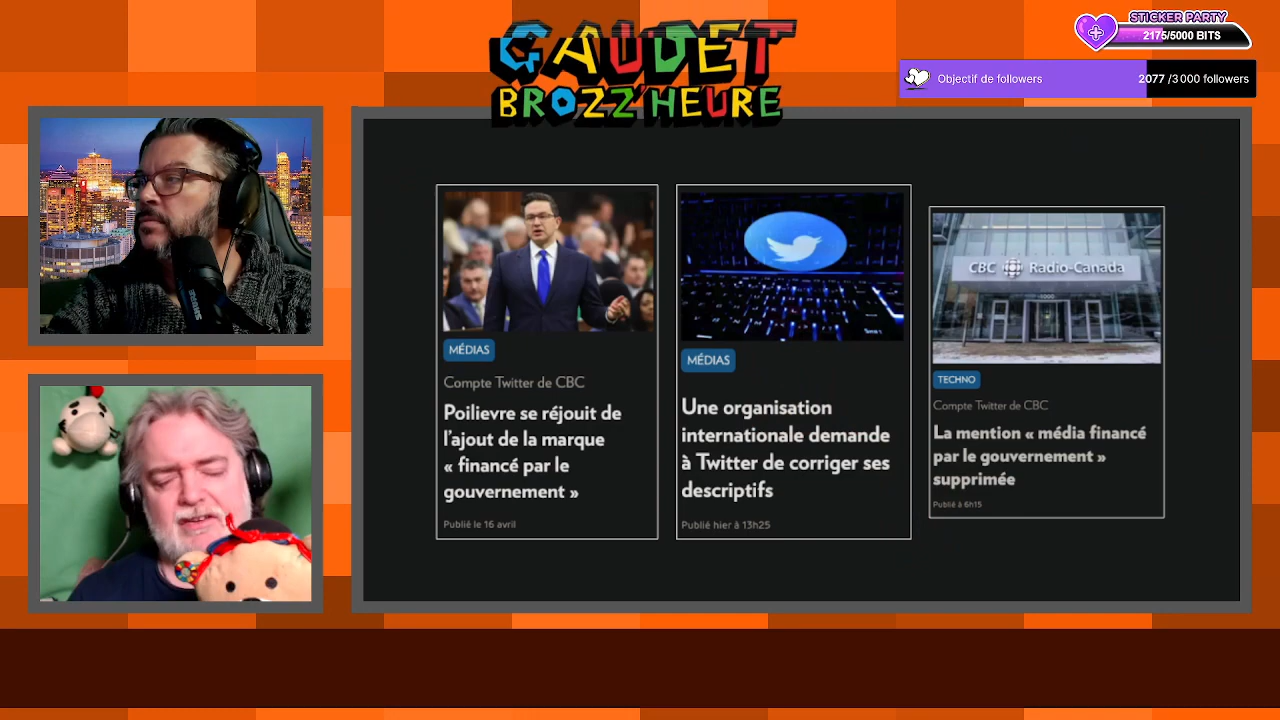 STICKER PARTY
2175/5000 BITS
Objectif de followers
2077 /3 000 followers
GAUDET
BROZZ'HEURE
MÉDIAS
Compte Twitter de CBC
Poilievre se réjouit de
l'ajout de la marque
« financé par le
gouvernement »
Publié le 16 avril
MÉDIAS
Une organisation
internationale demande
à Twitter de corriger ses
descriptifs
Publié hier à 13h25
CBC Radio-Canada
TECHNO
Compte Twitter de CBC
La mention « média financé
par le gouvernement »
supprimée
Publié à 6h15